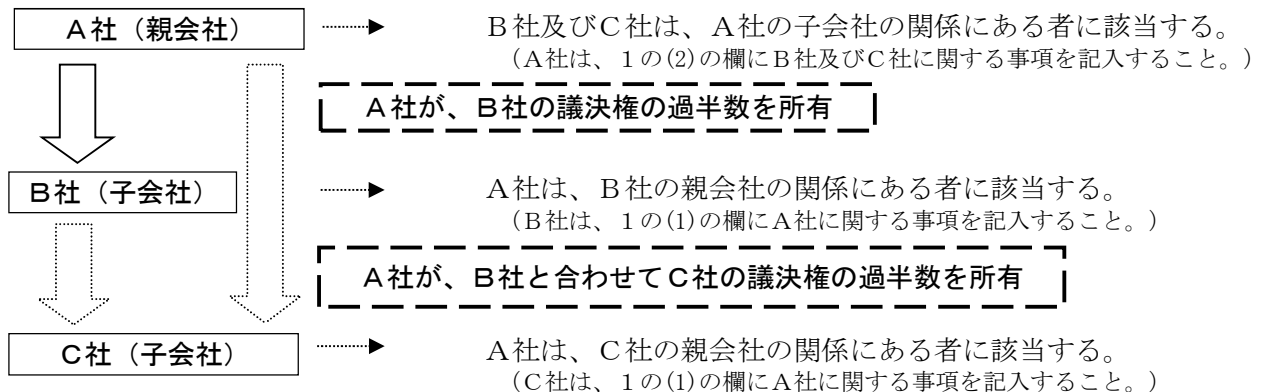 A社（親会社）
B社及びC社は、A社の子会社の関係にある者に該当する。
（A社は、１の(2)の欄にB社及びC社に関する事項を記入すること。）
A社が、B社の議決権の過半数を所有
B社（子会社）
A社は、B社の親会社の関係にある者に該当する。
（B社は、１の(1)の欄にA社に関する事項を記入すること。）
A社が、B社と合わせてC社の議決権の過半数を所有
C社（子会社）
A社は、C社の親会社の関係にある者に該当する。
（C社は、１の(1)の欄にA社に関する事項を記入すること。）